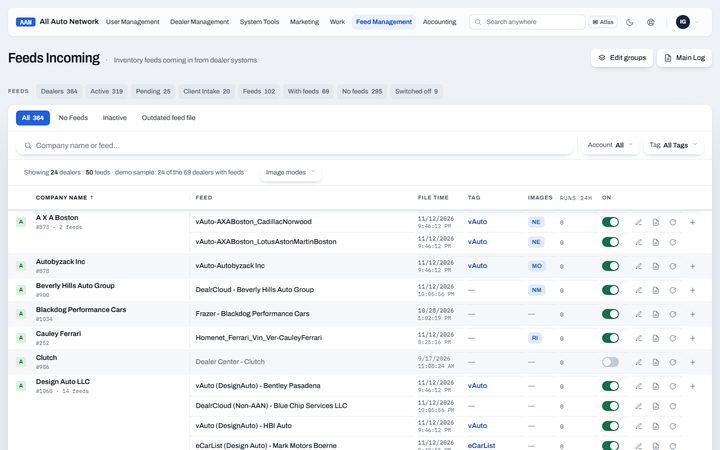 AAN All Auto Network User Management Dealer Management System Tools Marketing Work Feed Management Accounting Search anywhere Atlas IG
Feeds Incoming · Inventory feeds coming in from dealer systems Edit groups Main Log
FEEDS Dealers 364 Active 319 Pending 25 Client Intake 20 Feeds 102 With feeds 69 No feeds 295 Switched off 9
All 364 No Feeds Inactive Outdated feed file
Company name or feed... Account All Tag All Tags
Showing 24 dealers · 50 feeds · demo sample: 24 of the 69 dealers with feeds Image modes
COMPANY NAME ↑ FEED FILE TIME TAG IMAGES RUNS 24H ON
A A X A Boston vAuto-AXABoston_CadillacNorwood 11/12/2026 vAuto NE 0
#873 · 2 feeds 9:46:12 PM
vAuto-AXABoston_LotusAstonMartinBoston 11/12/2026 vAuto NE 0
9:46:12 PM
A Autobyzack Inc vAuto-Autobyzack Inc 11/12/2026 vAuto MO 0
#878 9:46:12 PM
A Beverly Hills Auto Group DealrCloud - Beverly Hills Auto Group 11/12/2026 — NM 0
#900 10:05:56 PM
A Blackdog Performance Cars Frazer - Blackdog Performance Cars 10/28/2026 — — 0
#1034 1:02:19 PM
A Cauley Ferrari Homenet_Ferrari_Vin_Ver-CauleyFerrari 11/12/2026 — RI 0
#252 8:28:16 PM
A Clutch Dealer Center - Clutch 9/17/2026 — — 0
#986 11:08:24 AM
A Design Auto LLC vAuto (DesignAuto) - Bentley Pasadena 11/12/2026 vAuto — 0
#1068 · 14 feeds 9:46:12 PM
DealrCloud (Non-AAN) - Blue Chip Services LLC 11/12/2026 — — 0
10:05:56 PM
vAuto (DesignAuto) - HBI Auto 11/12/2026 vAuto — 0
9:46:12 PM
eCarList (Design Auto) - Mark Motors Boerne 11/12/2026 eCarList — 0